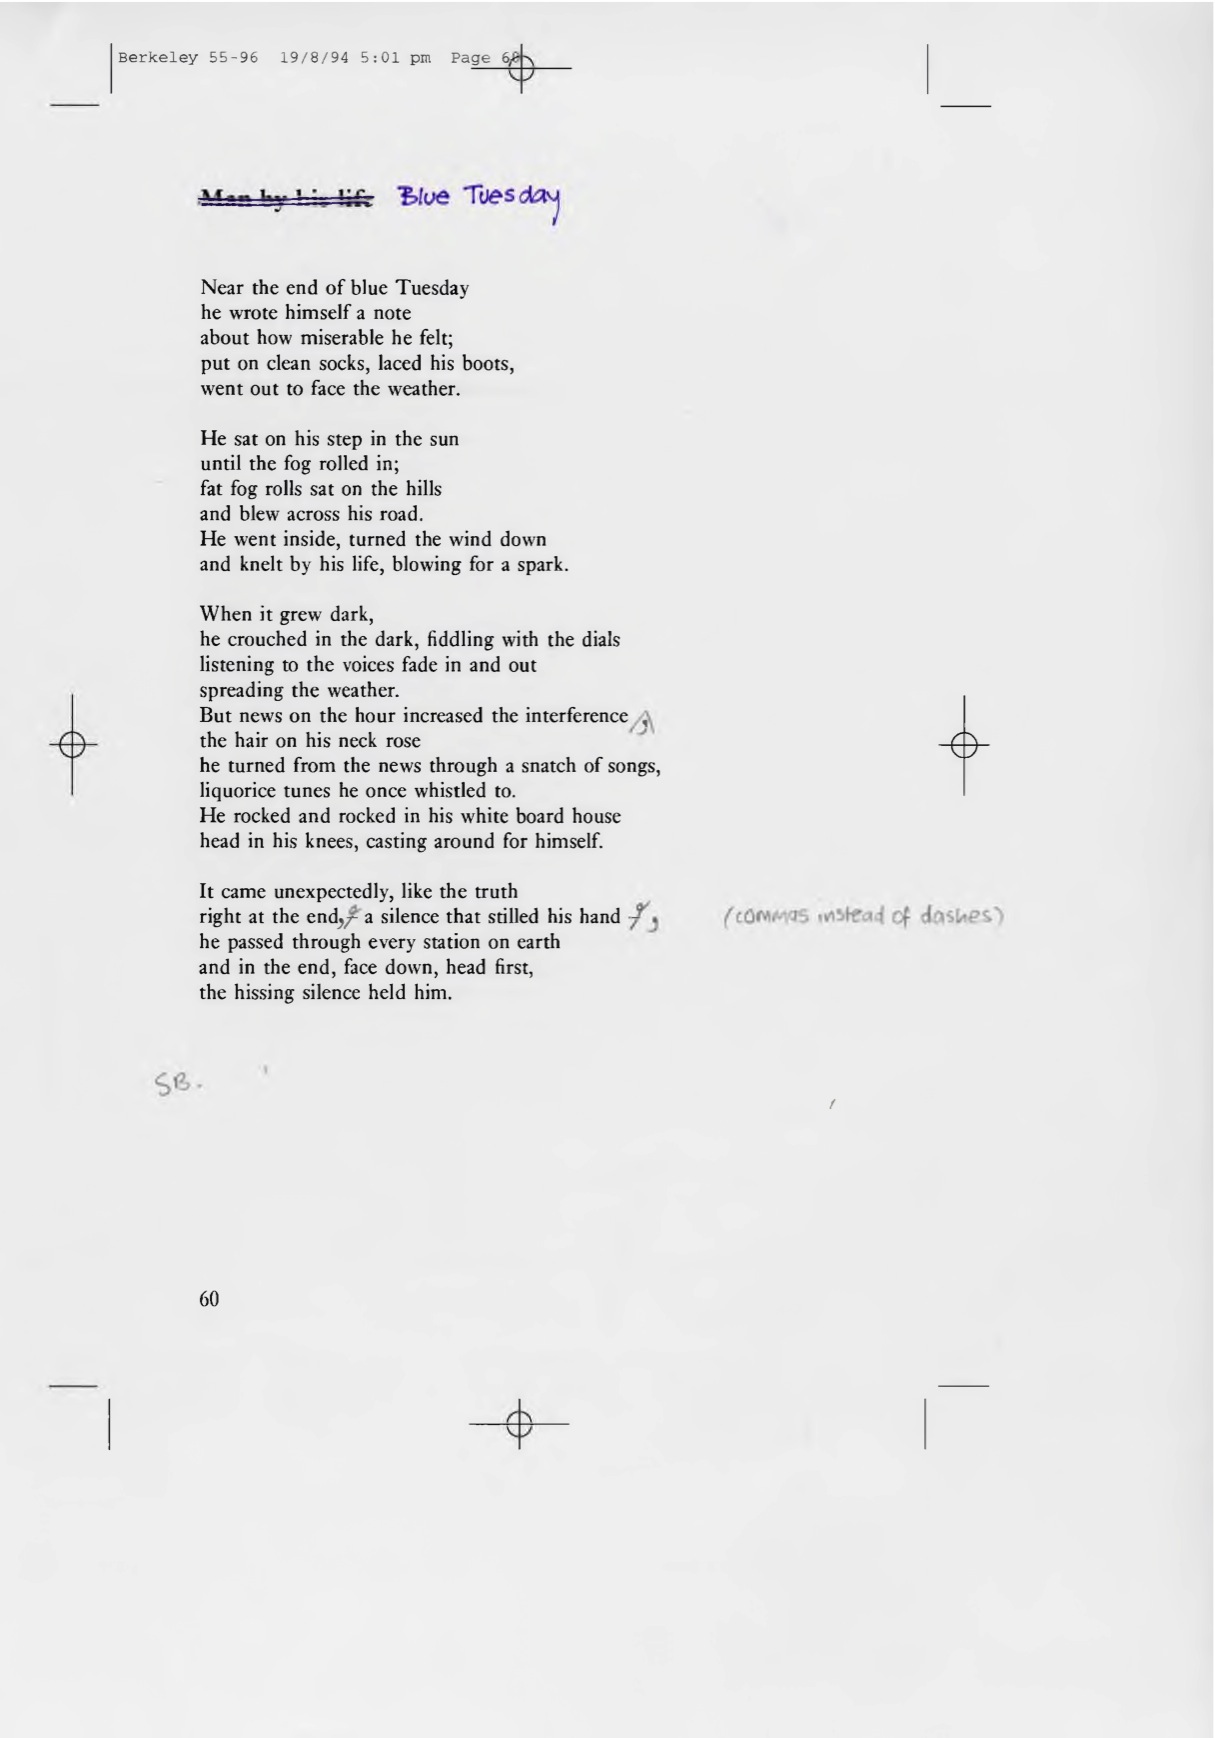 Berkeley 55-96 19/8/94 5:01 pm Page 60
Man by his life Blue Tuesday
Near the end of blue Tuesday
he wrote himself a note
about how miserable he felt;
put on clean socks, laced his boots,
went out to face the weather.
He sat on his step in the sun
until the fog rolled in;
fat fog rolls sat on the hills
and blew across his road.
He went inside, turned the wind down
and knelt by his life, blowing for a spark.
When it grew dark,
he crouched in the dark, fiddling with the dials
listening to the voices fade in and out
spreading the weather.
But news on the hour increased the interference,
the hair on his neck rose
he turned from the news through a snatch of songs,
liquorice tunes he once whistled to.
He rocked and rocked in his white board house
head in his knees, casting around for himself.
It came unexpectedly, like the truth
right at the end, a silence that stilled his hand, (commas instead of dashes)
he passed through every station on earth
and in the end, face down, head first,
the hissing silence held him.
SB.
60